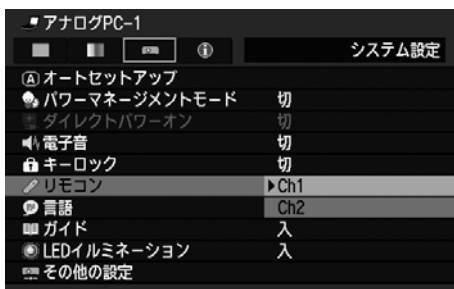 アナログPC-1
システム設定
オートセットアップ
パワーマネージメントモード 切
ダイレクトパワーオン 切
電子音 切
キーロック 切
リモコン ▶Ch1
言語 Ch2
ガイド 入
LEDイルミネーション 入
その他の設定